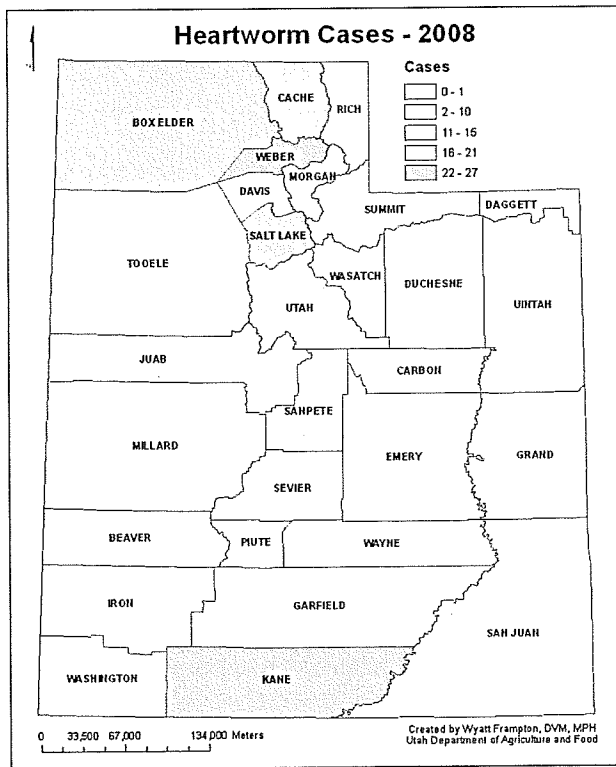 Heartworm Cases - 2008
Cases
0 - 1
2 - 10
11 - 15
16 - 21
22 - 27
CACHE
RICH
BOX ELDER
WEBER
MORGAN
DAVIS
SUMMIT
DAGGETT
SALT LAKE
TOOELE
WASATCH
DUCHESNE
UINTAH
UTAH
JUAB
CARBON
SANPETE
MILLARD
EMERY
GRAND
SEVIER
BEAVER
PIUTE
WAYNE
IRON
GARFIELD
SAN JUAN
WASHINGTON
KANE
0 33,500 67,000 134,000 Meters
Created by Wyatt Frampton, DVM, MPH
Utah Department of Agriculture and Food